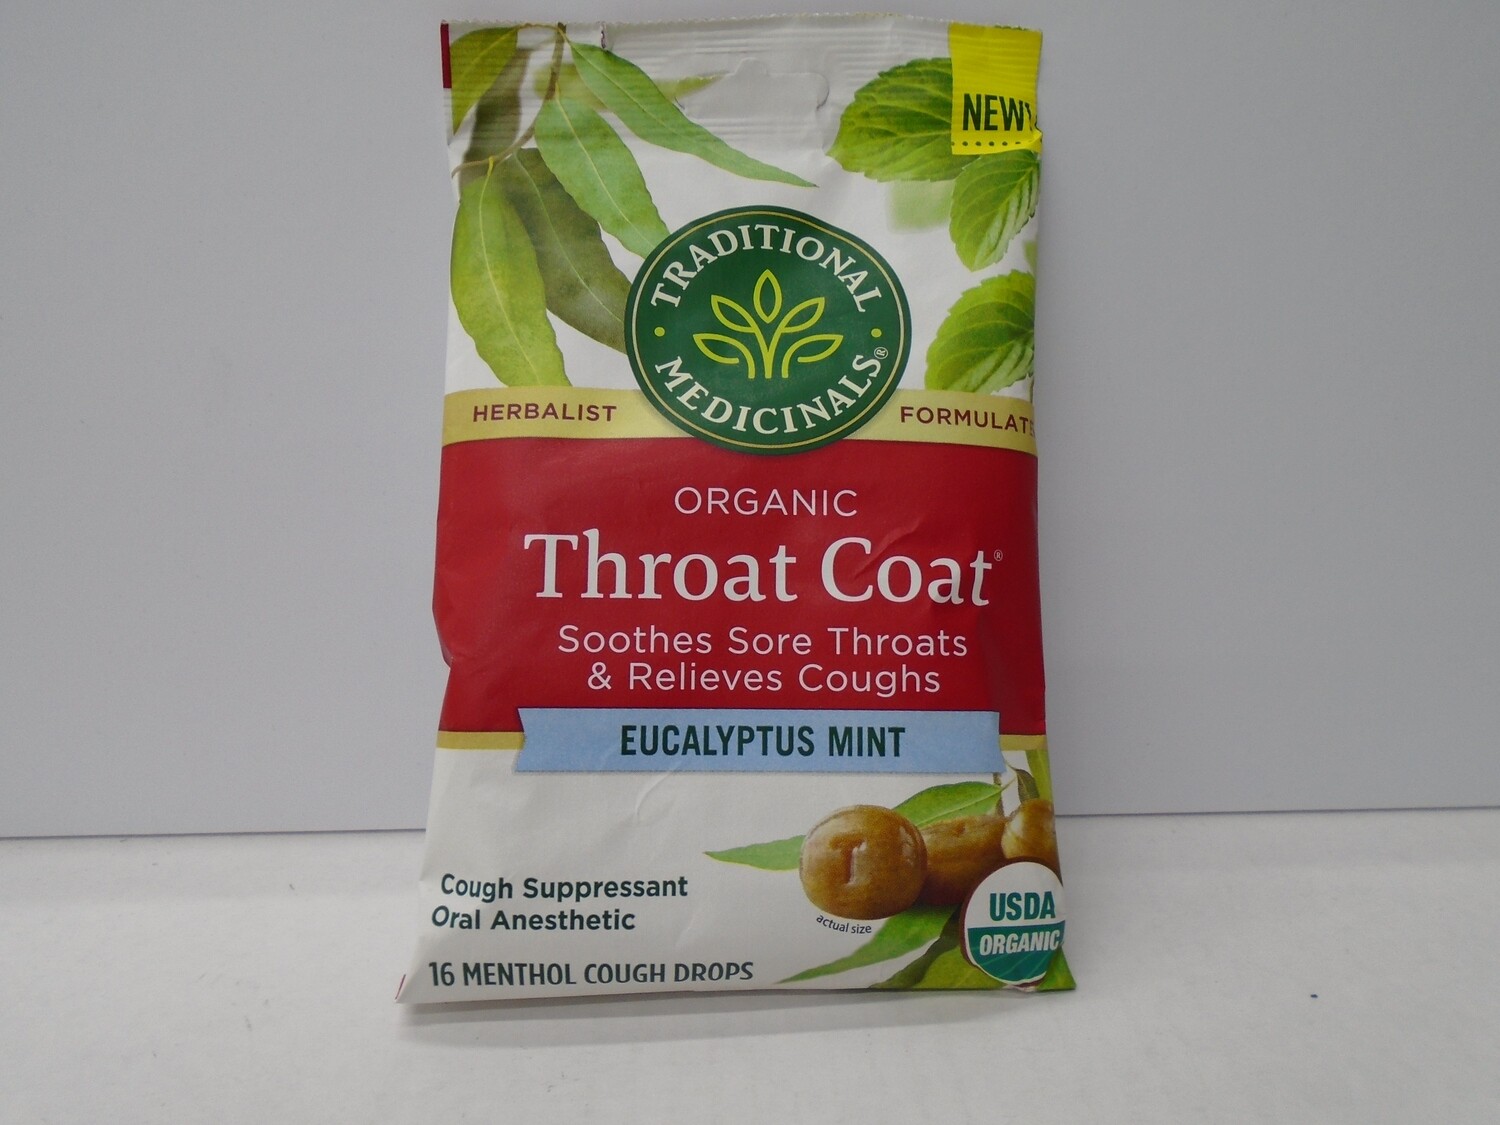 NEW!
TRADITIONAL
MEDICINALS®
HERBALIST
FORMULATE
ORGANIC
Throat Coat®
Soothes Sore Throats
& Relieves Coughs
EUCALYPTUS MINT
T
actual size
Cough Suppressant
Oral Anesthetic
16 MENTHOL COUGH DROPS
USDA
ORGANIC